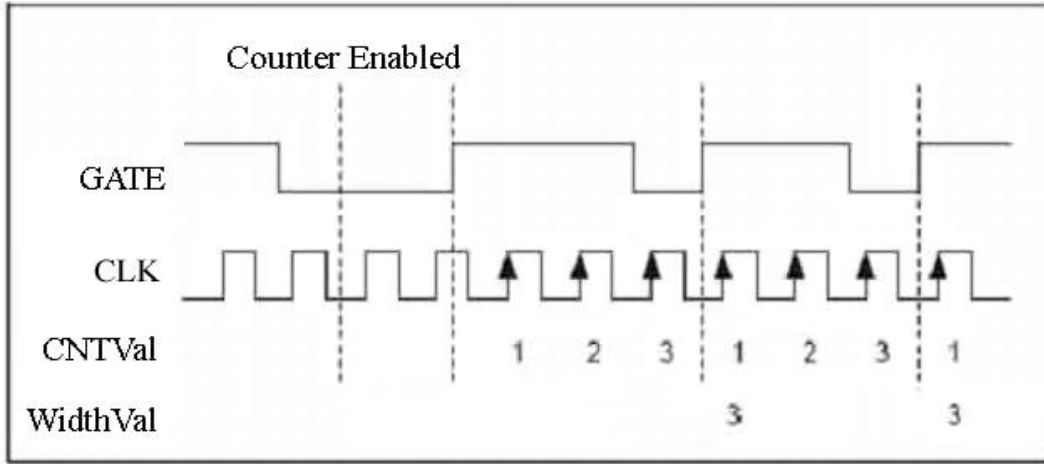 Counter Enabled
GATE
CLK
CNTVal 1 2 3 1 2 3 1
WidthVal 3 3